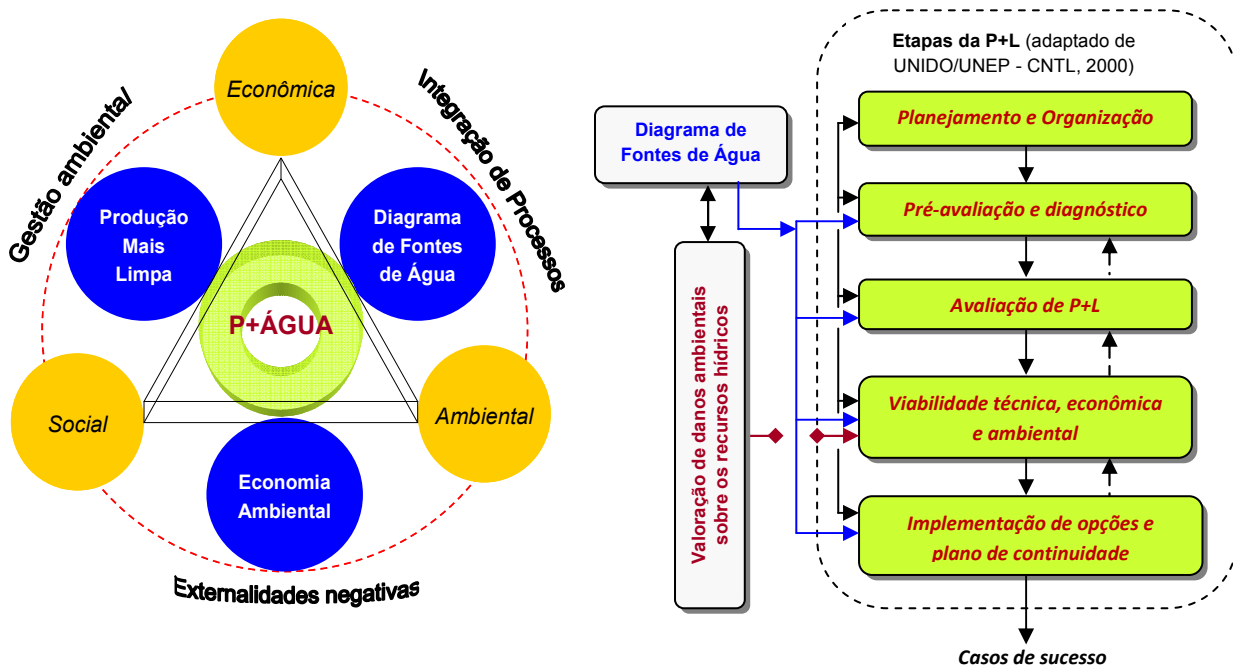 Econômica
Gestão ambiental
Integração de Processos
Produção
Mais
Limpa
Diagrama
de Fontes
de Água
P+ÁGUA
Social
Ambiental
Economia
Ambiental
Externalidades negativas
Etapas da P+L (adaptado de
UNIDO/UNEP - CNTL, 2000)
Diagrama de
Fontes de Água
Valoração de danos ambientais
sobre os recursos hídricos
Planejamento e Organização
Pré-avaliação e diagnóstico
Avaliação de P+L
Viabilidade técnica, econômica
e ambiental
Implementação de opções e
plano de continuidade
Casos de sucesso